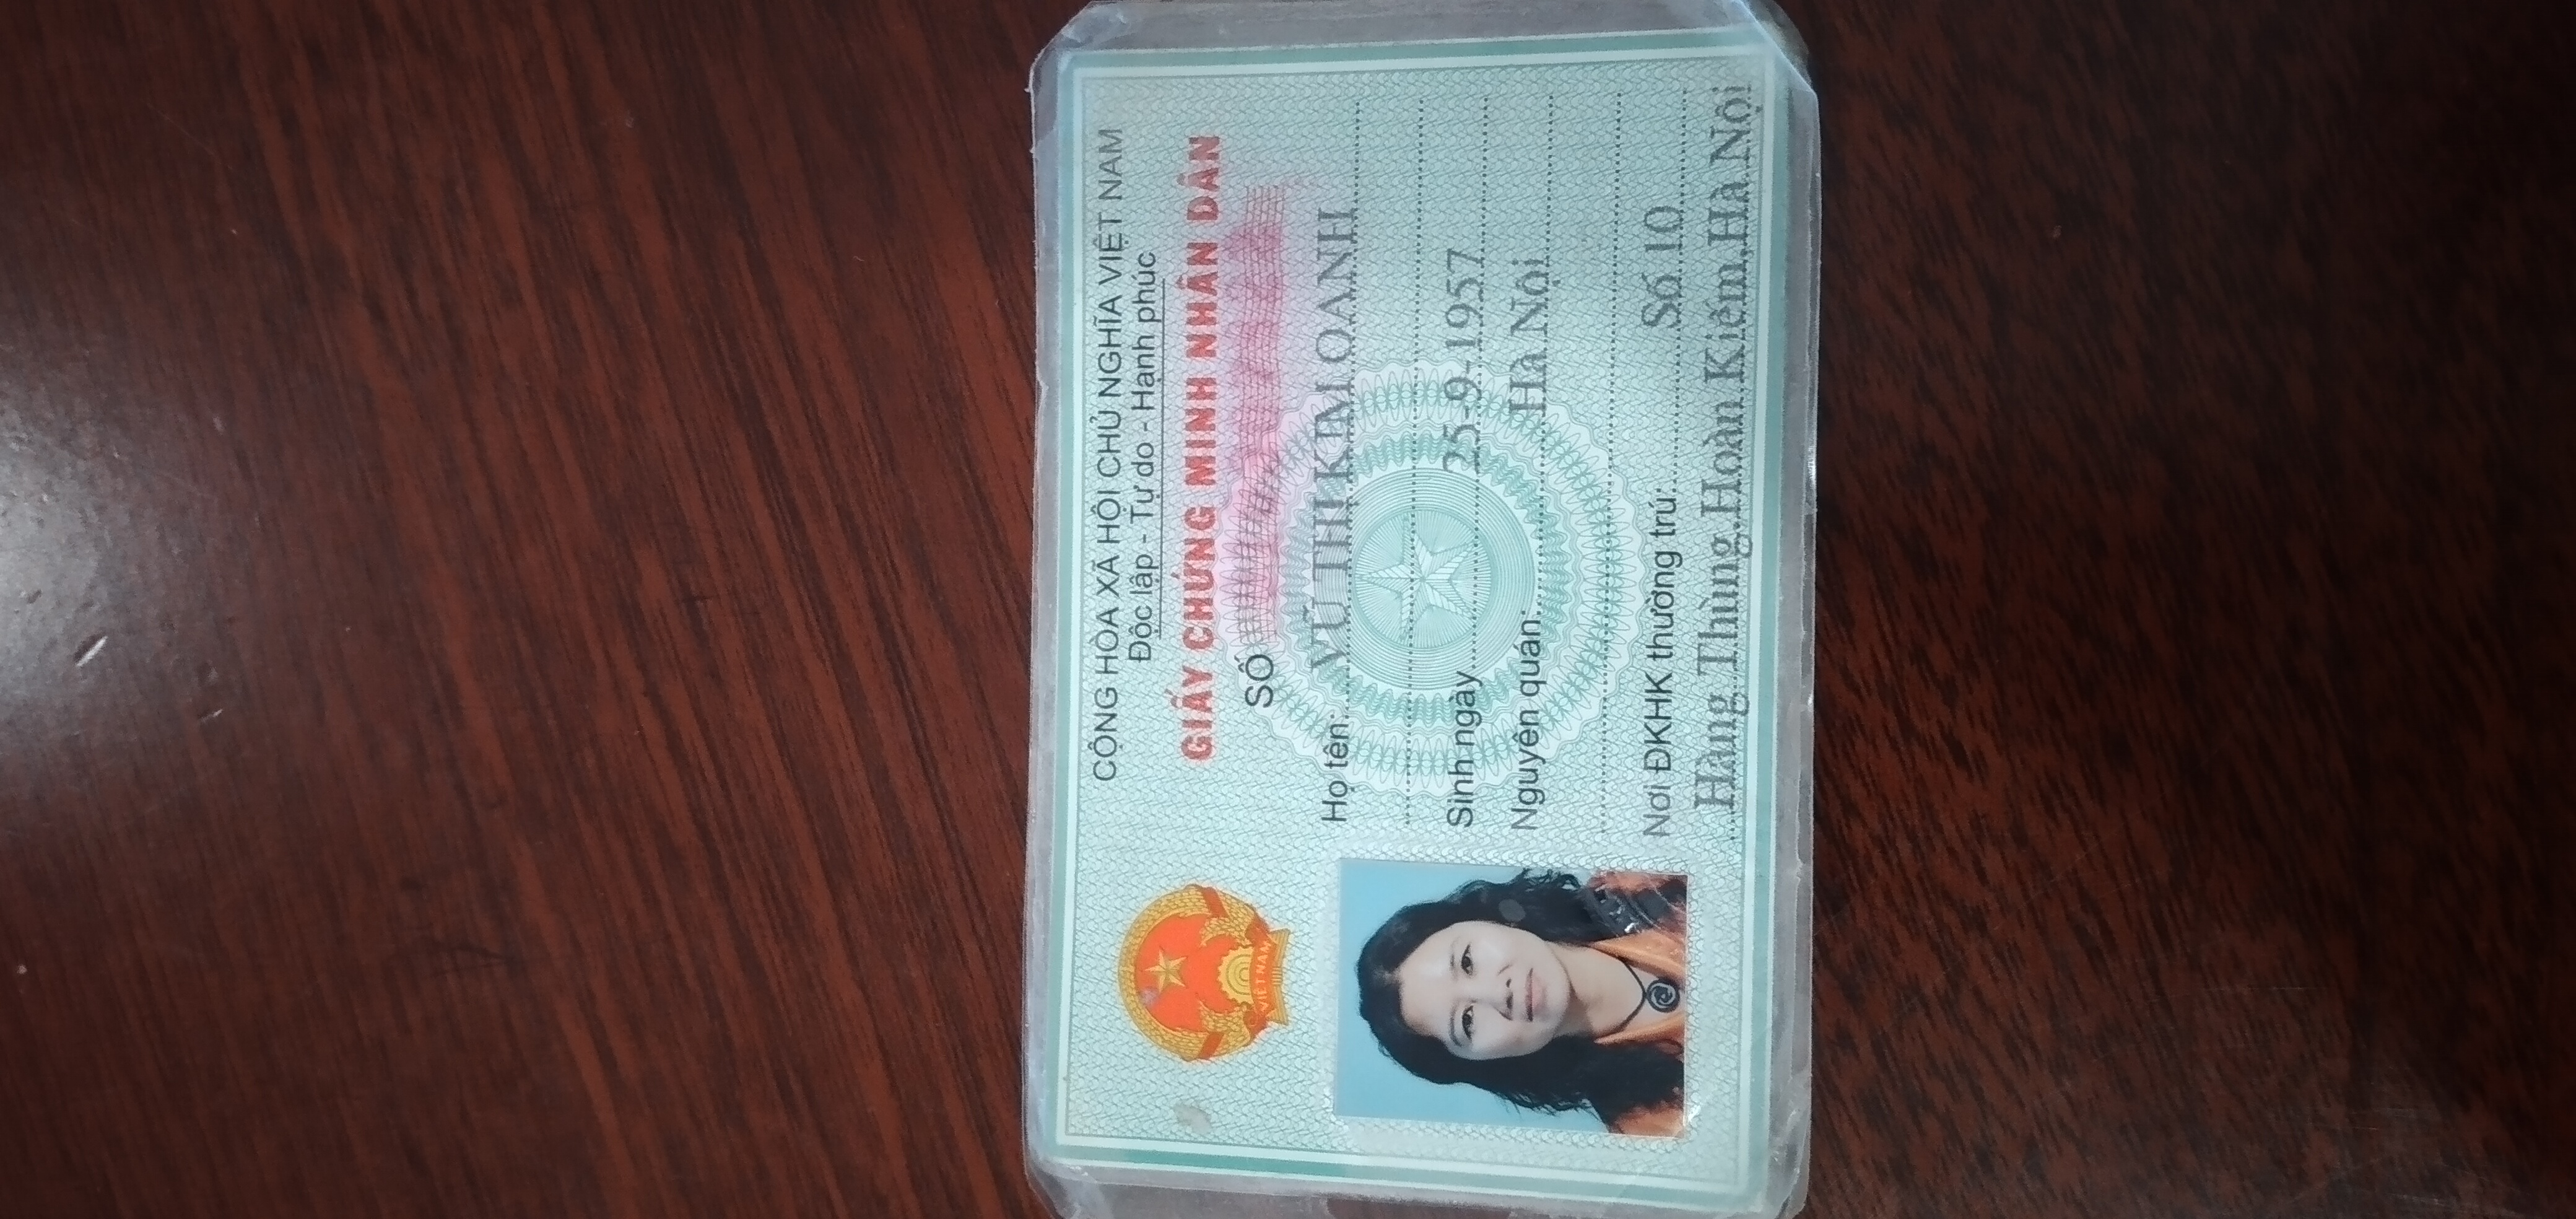 CỘNG HÒA XÃ HỘI CHỦ NGHĨA VIỆT NAM
Độc lập - Tự do - Hạnh phúc
GIẤY CHỨNG MINH NHÂN DÂN
SỐ
VIỆT NAM
Họ tên: VŨ THỊ KIM OANH
Sinh ngày 25-9-1957
Nguyên quán: Hà Nội
Nơi ĐKHK thường trú: Số 10
Hàng Thùng,Hoàn Kiếm,Hà Nội